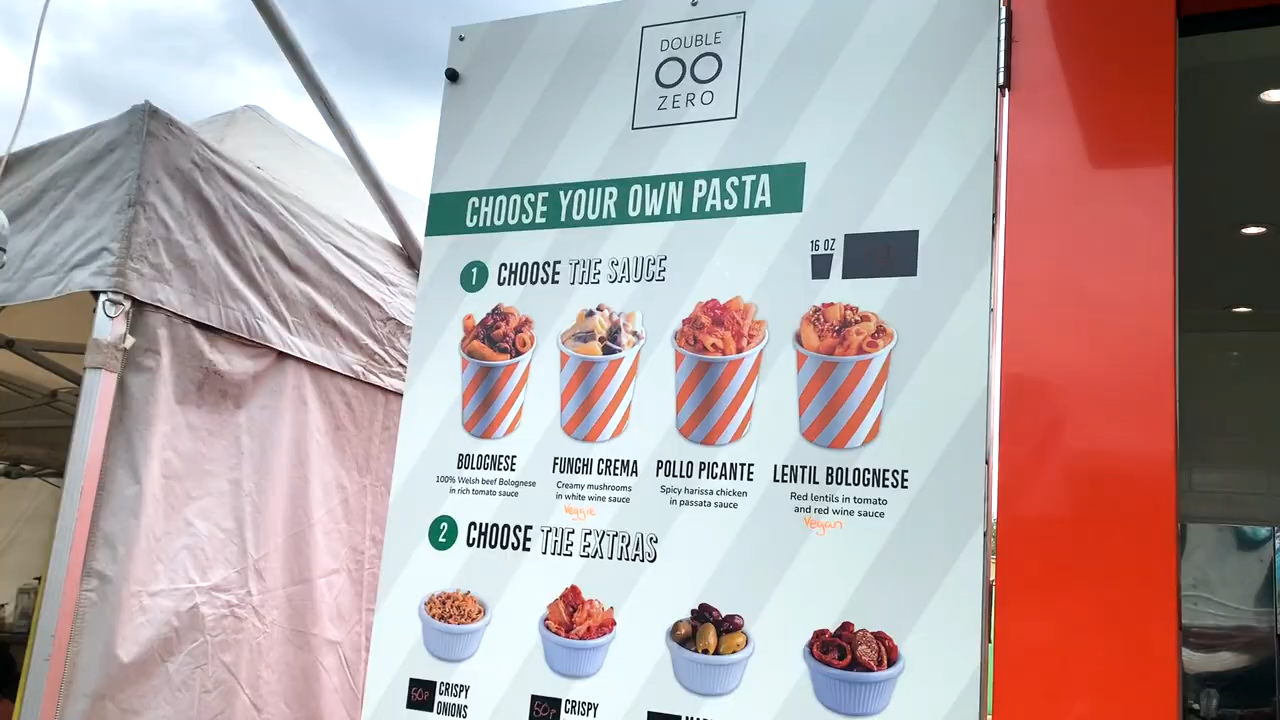 DOUBLE
OO
ZERO
CHOOSE YOUR OWN PASTA
16 OZ
1 CHOOSE THE SAUCE
BOLOGNESE
100% Welsh beef Bolognese
in rich tomato sauce
FUNGHI CREMA
Creamy mushrooms
in white wine sauce
Veggie
POLLO PICANTE
Spicy harissa chicken
in passata sauce
LENTIL BOLOGNESE
Red lentils in tomato
and red wine sauce
Vegan
2 CHOOSE THE EXTRAS
50p CRISPY
ONIONS
50p CRISPY